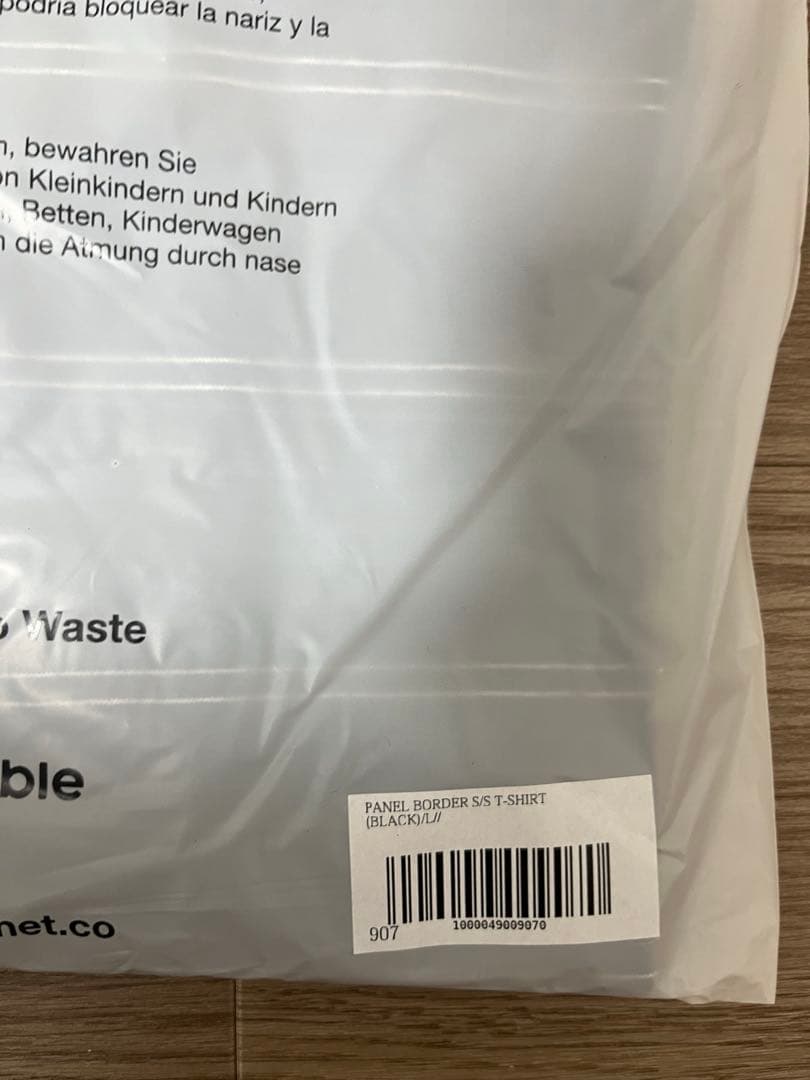 podría bloquear la nariz y la
, bewahren Sie
Kleinkindern und Kindern
, Betten, Kinderwagen
die Atmung durch nase
Waste
ble
net.co
PANEL BORDER S/S T-SHIRT
(BLACK)/L//
907
1000049009070